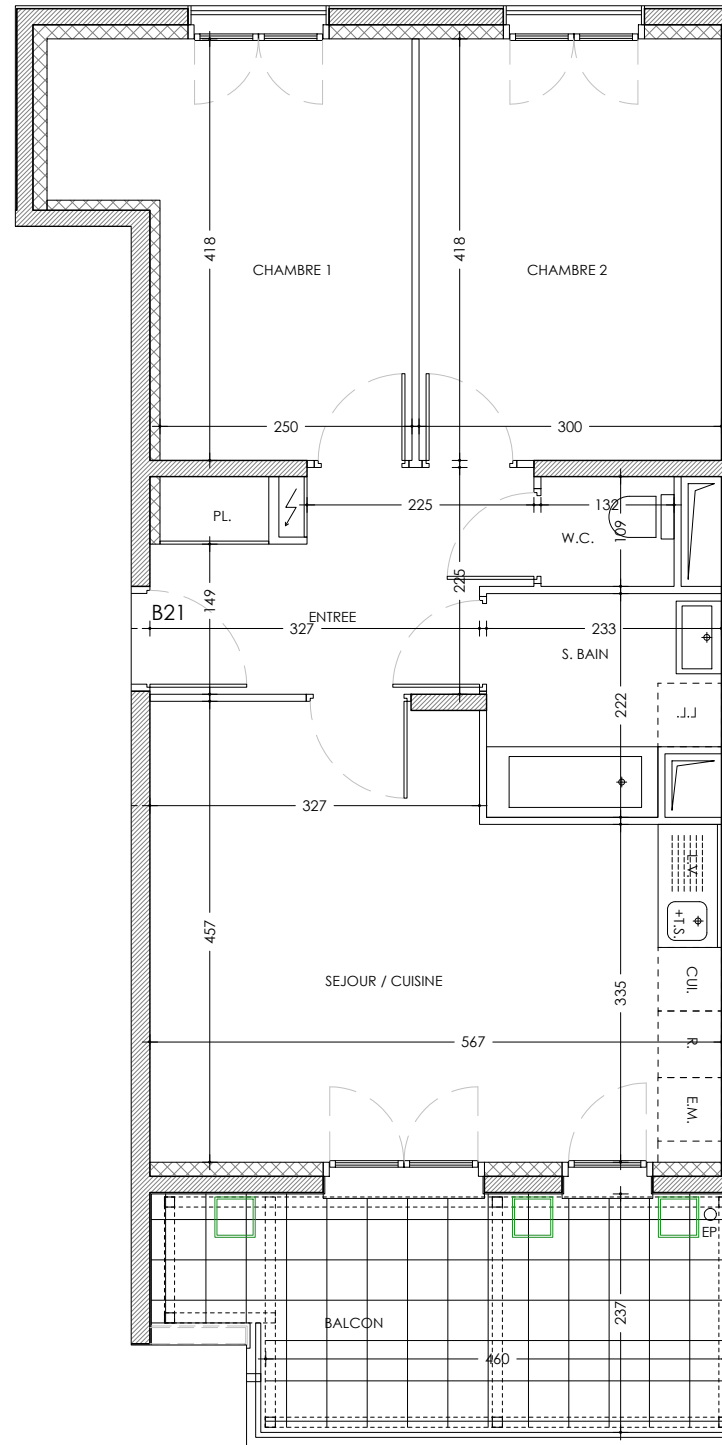 418
418
CHAMBRE 1
CHAMBRE 2
250
300
PL.
225
132
109
W.C.
B21
149
ENTREE
225
327
233
S. BAIN
L.L.
222
327
L.V.
+T.S.
457
SEJOUR / CUISINE
335
CUI.
567
R.
E.M.
EP
BALCON
237
460